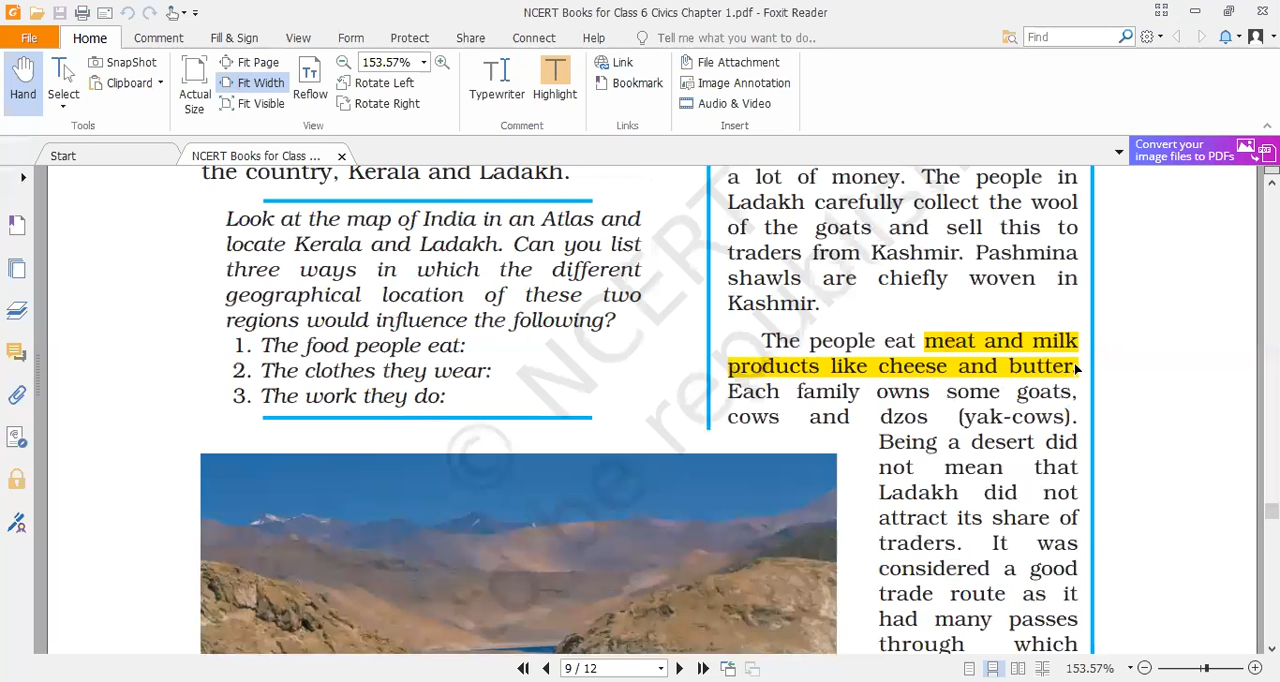 NCERT Books for Class 6 Civics Chapter 1.pdf - Foxit Reader
File
Home
Comment
Fill & Sign
View
Form
Protect
Share
Connect
Help
Tell me what you want to do..
Find
Hand
Select
SnapShot
Clipboard
Tools
Actual
Size
Fit Page
Fit Width
Fit Visible
Reflow
153.57%
Rotate Left
Rotate Right
View
Typewriter
Highlight
Comment
Link
Bookmark
Links
File Attachment
Image Annotation
Audio & Video
Insert
Start
NCERT Books for Class ...
Convert your
image files to PDFs
the country, Kerala and Ladakh.
Look at the map of India in an Atlas and
locate Kerala and Ladakh. Can you list
three ways in which the different
geographical location of these two
regions would influence the following?
1. The food people eat:
2. The clothes they wear:
3. The work they do:
a lot of money. The people in
Ladakh carefully collect the wool
of the goats and sell this to
traders from Kashmir. Pashmina
shawls are chiefly woven in
Kashmir.
The people eat meat and milk
products like cheese and butter.
Each family owns some goats,
cows and dzos (yak-cows).
Being a desert did
not mean that
Ladakh did not
attract its share of
traders. It was
considered a good
trade route as it
had many passes
through which
© NCERT
be republish
9 / 12
153.57%